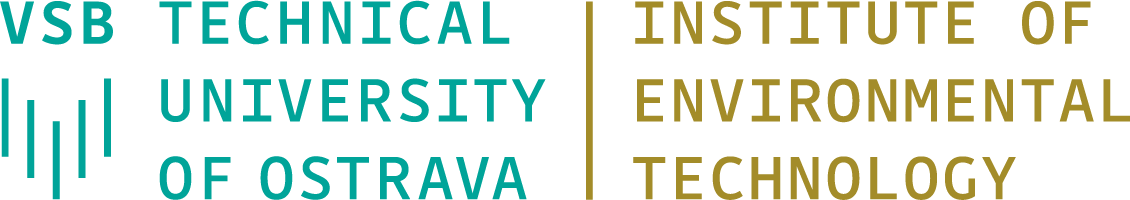 VSB TECHNICAL
UNIVERSITY
OF OSTRAVA
INSTITUTE OF
ENVIRONMENTAL
TECHNOLOGY